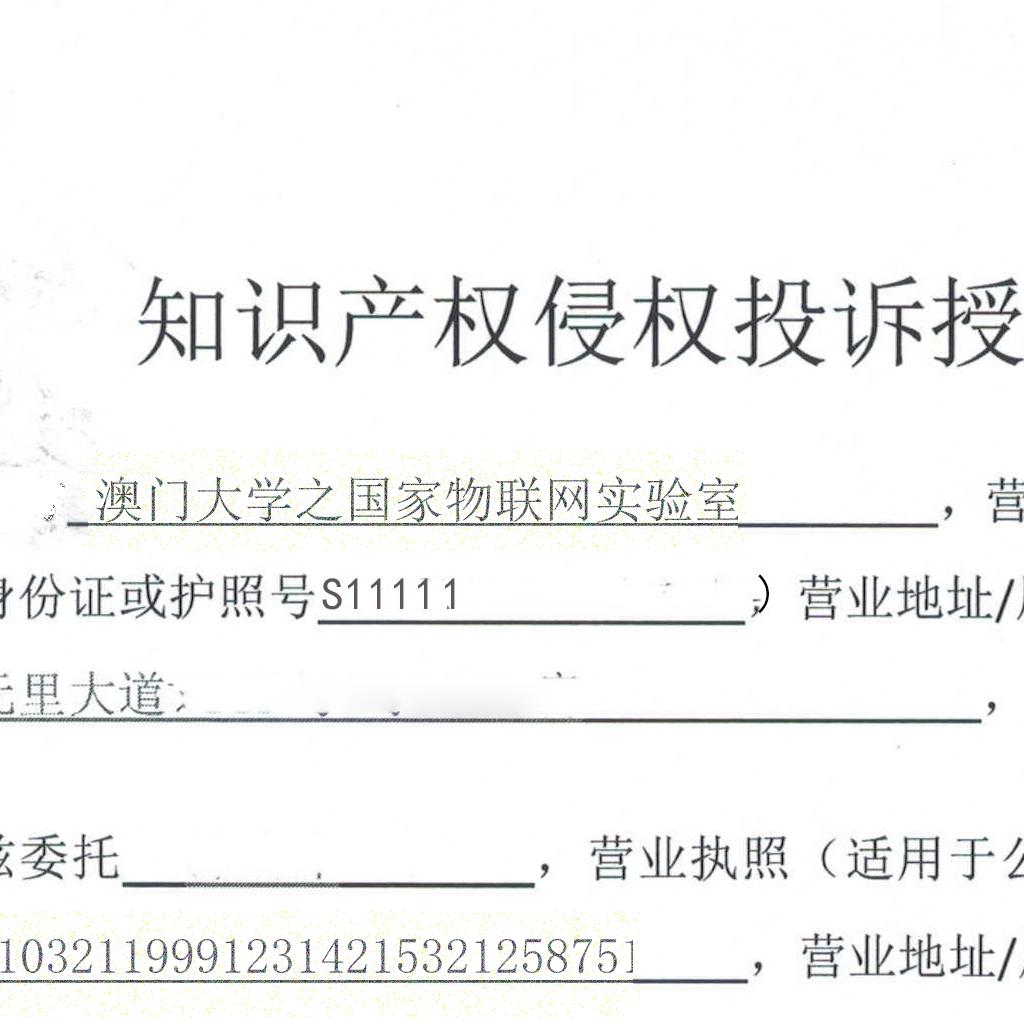 知识产权侵权投诉授
澳门大学之国家物联网实验室，营
身份证或护照号S11111，）营业地址/
元里大道，
兹委托，营业执照（适用于公
10321199912314215321258751，营业地址/